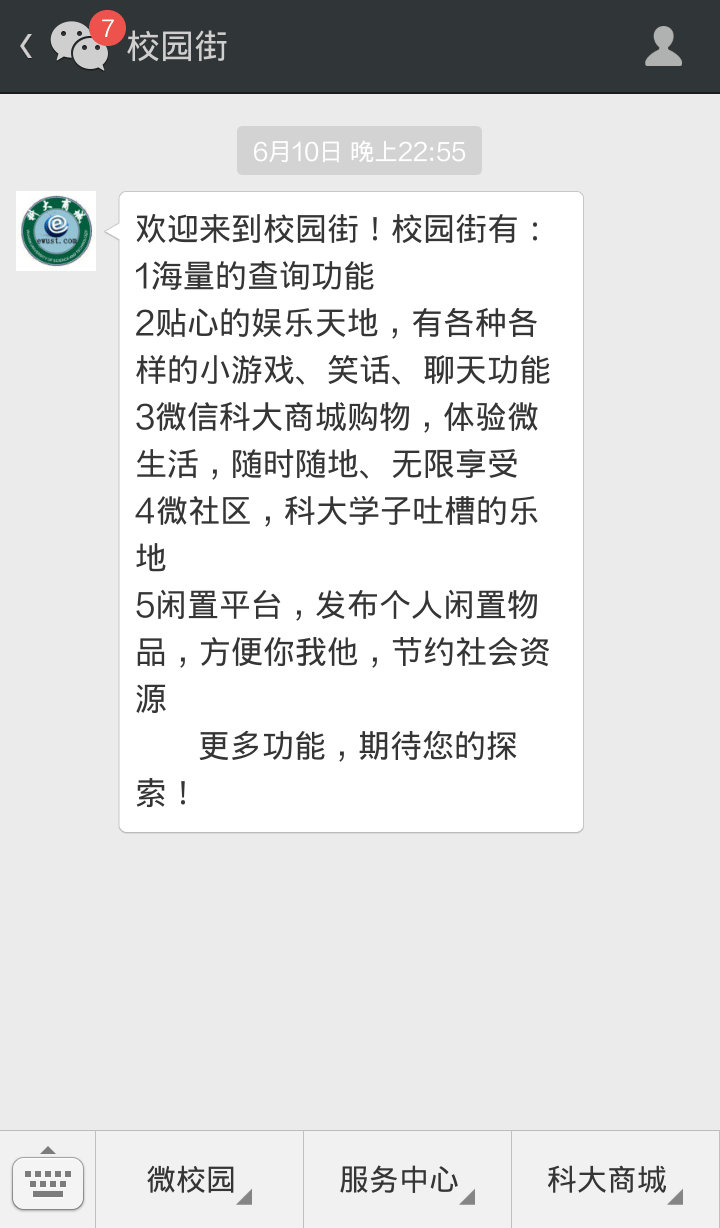 7
校园街
6月10日 晚上22:55
科大商城
ewust.com
欢迎来到校园街！校园街有：
1海量的查询功能
2贴心的娱乐天地，有各种各
样的小游戏、笑话、聊天功能
3微信科大商城购物，体验微
生活，随时随地、无限享受
4微社区，科大学子吐槽的乐
地
5闲置平台，发布个人闲置物
品，方便你我他，节约社会资
源
更多功能，期待您的探
索！
微校园
服务中心
科大商城